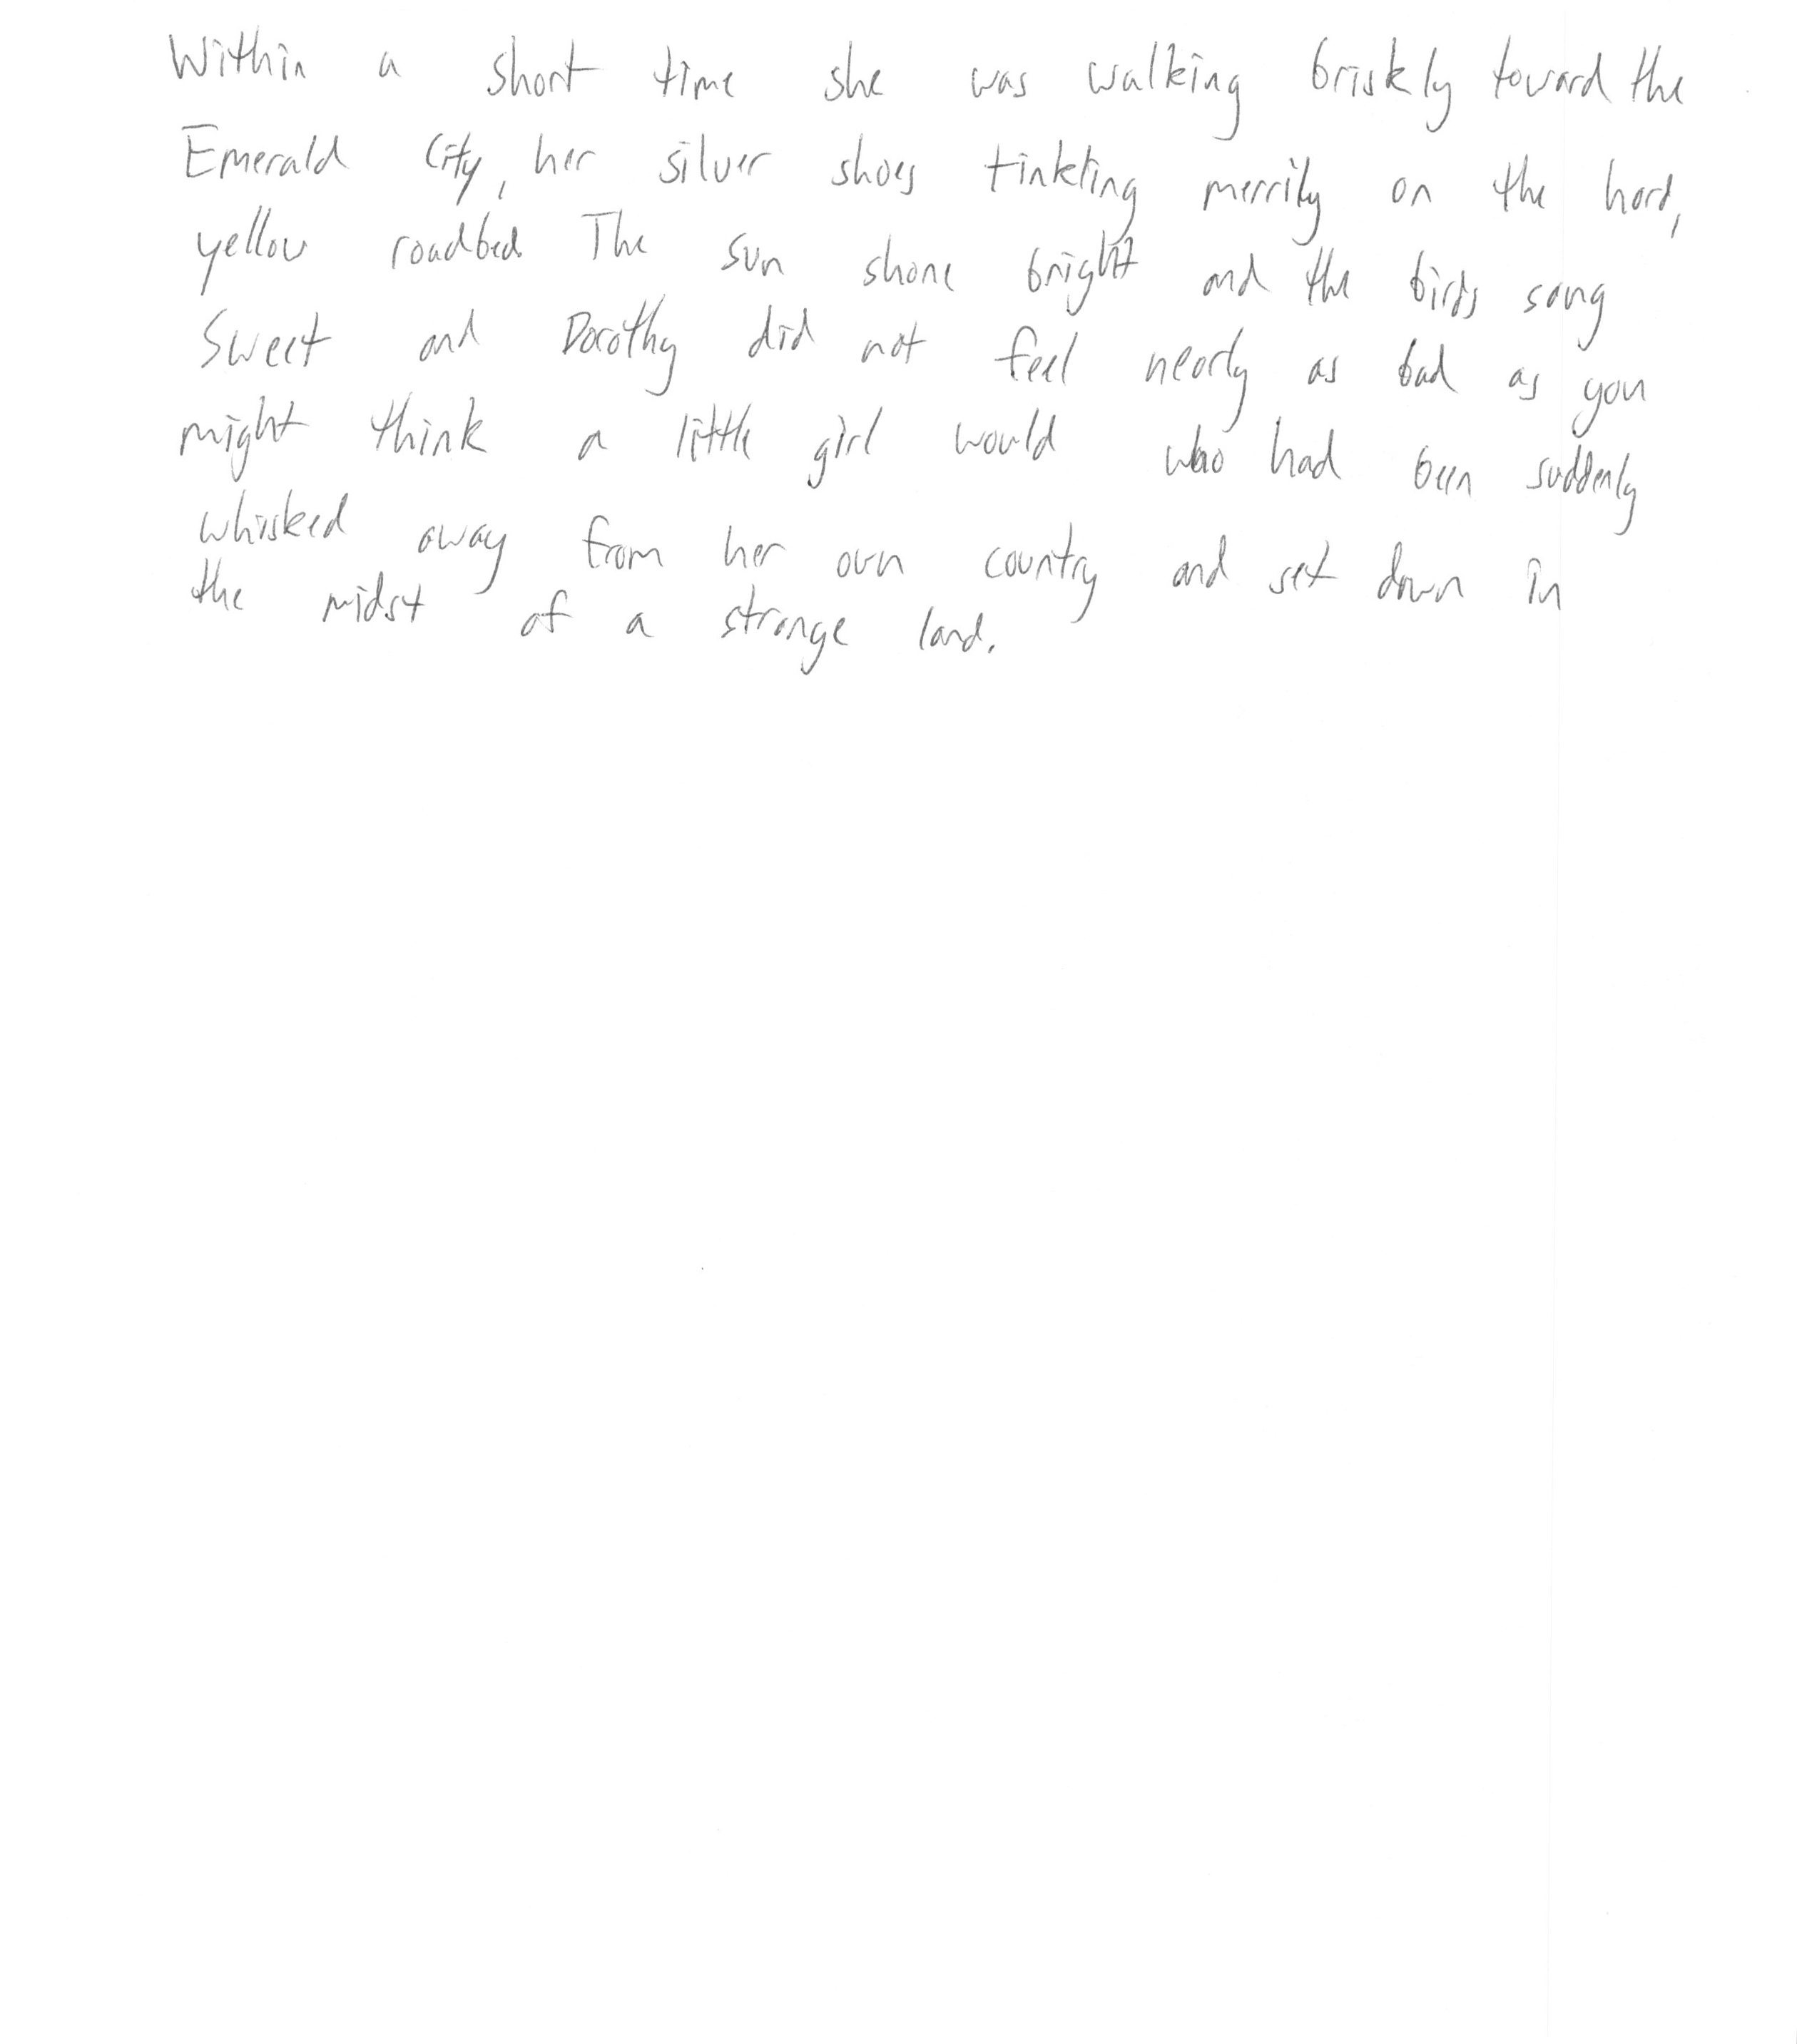 Within a short time she was walking briskly toward the
Emerald City, her silver shoes tinkling merrily on the hard,
yellow roadbed. The sun shone bright and the birds sang
Sweet and Dorothy did not feel nearly as bad as you
might think a little girl would who had been suddenly
whisked away from her own country and set down in
the midst of a strange land.